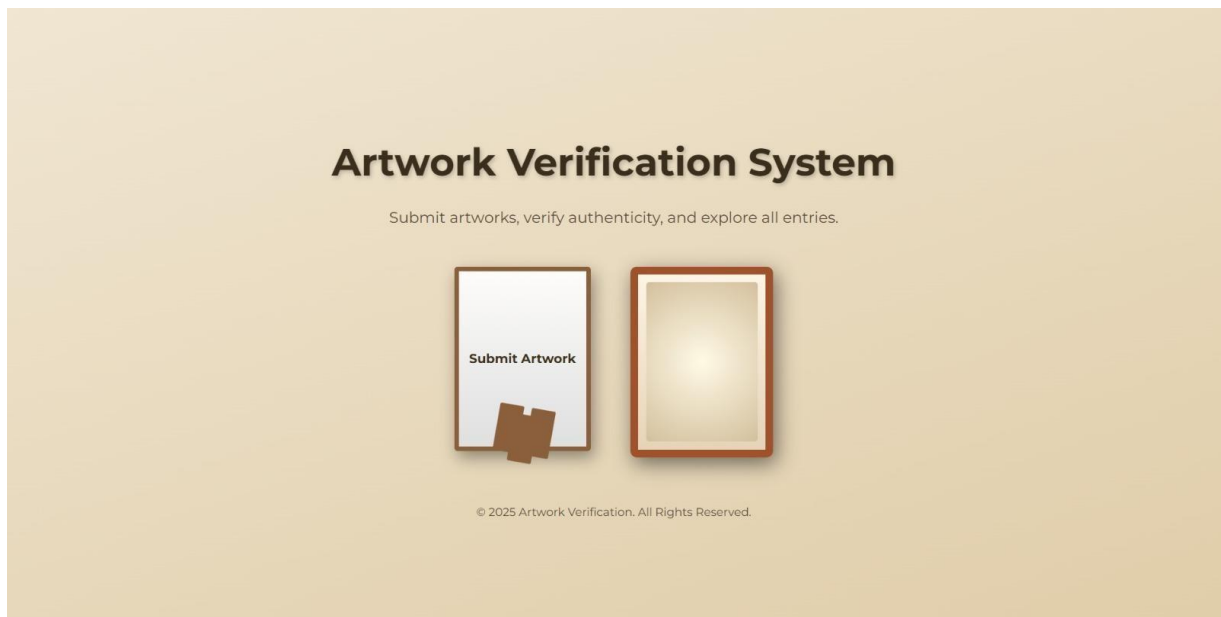 Artwork Verification System
Submit artworks, verify authenticity, and explore all entries.
Submit Artwork
© 2025 Artwork Verification. All Rights Reserved.